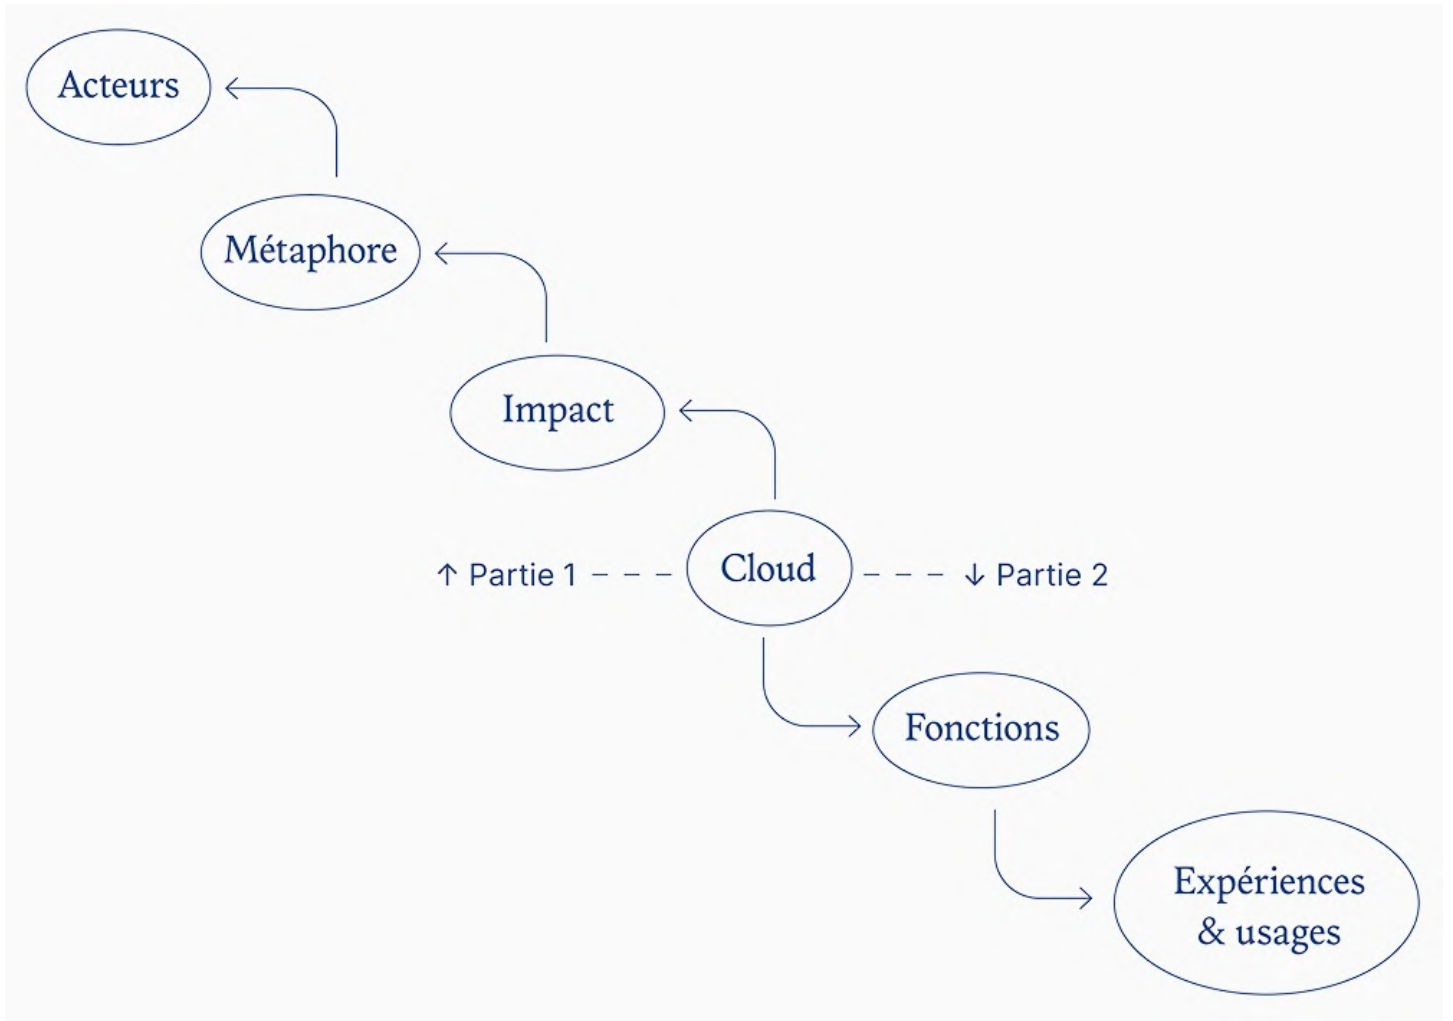 Acteurs
Métaphore
Impact
↑ Partie 1
Cloud
↓ Partie 2
Fonctions
Expériences
& usages